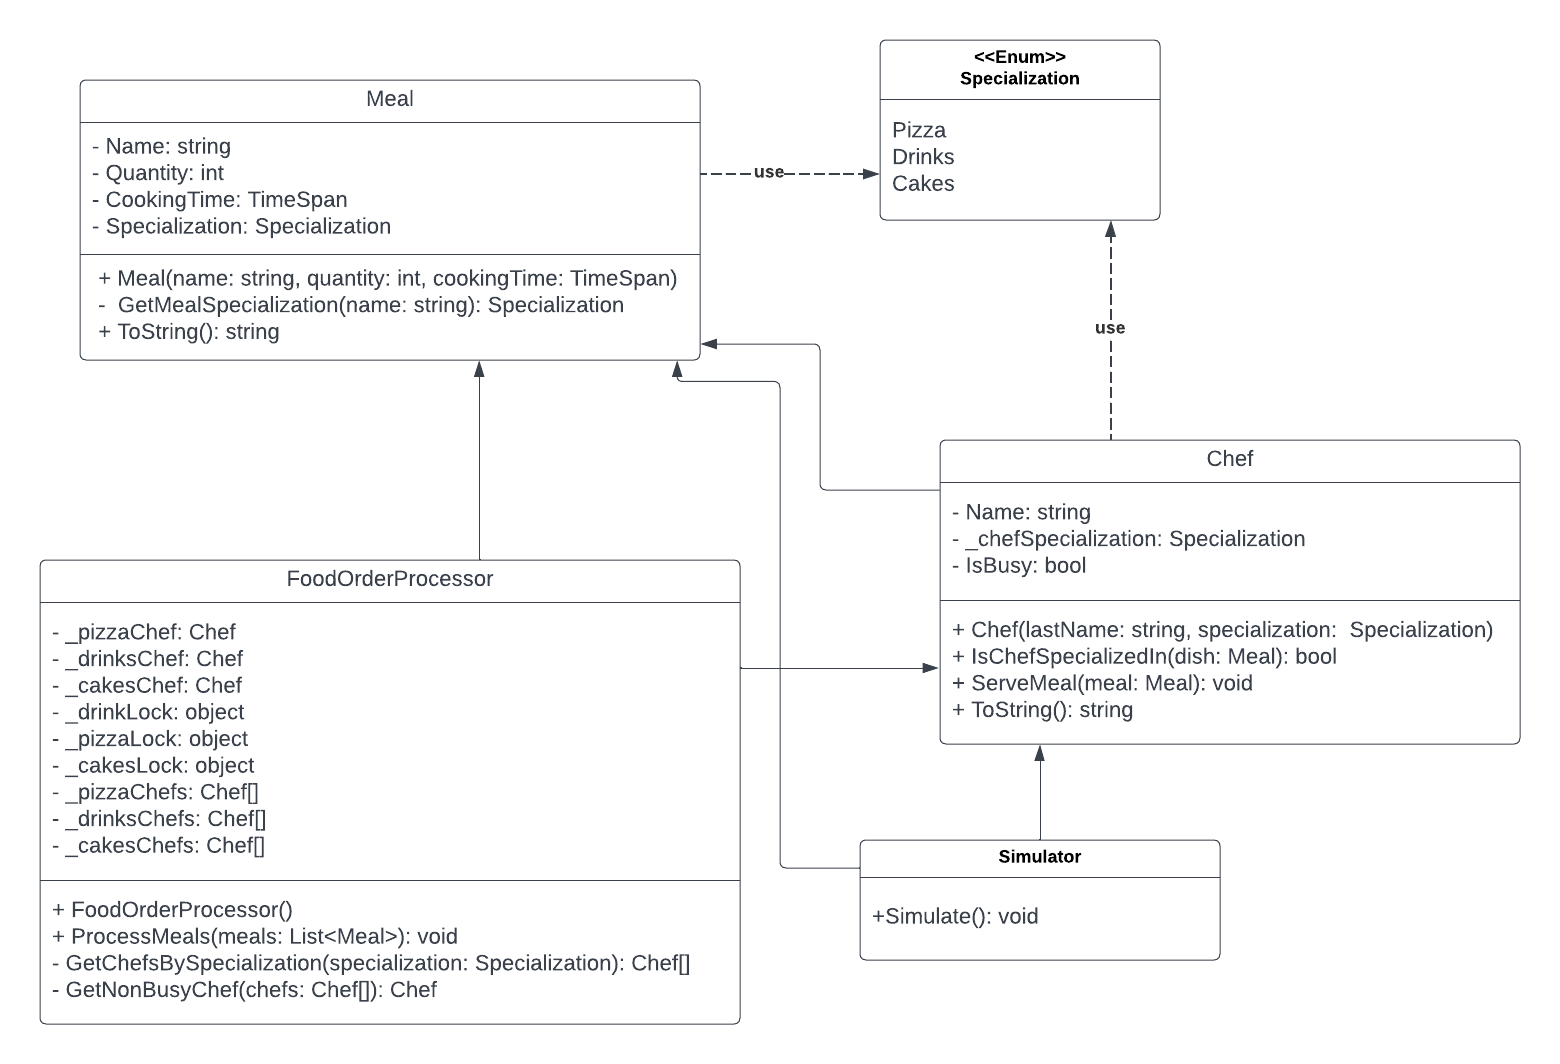 Meal
- Name: string
- Quantity: int
- CookingTime: TimeSpan
- Specialization: Specialization
+ Meal(name: string, quantity: int, cookingTime: TimeSpan)
- GetMealSpecialization(name: string): Specialization
+ ToString(): string
use
<<Enum>>
Specialization
Pizza
Drinks
Cakes
use
Chef
- Name: string
- _chefSpecialization: Specialization
- IsBusy: bool
+ Chef(lastName: string, specialization: Specialization)
+ IsChefSpecializedIn(dish: Meal): bool
+ ServeMeal(meal: Meal): void
+ ToString(): string
FoodOrderProcessor
- _pizzaChef: Chef
- _drinksChef: Chef
- _cakesChef: Chef
- _drinkLock: object
- _pizzaLock: object
- _cakesLock: object
- _pizzaChefs: Chef[]
- _drinksChefs: Chef[]
- _cakesChefs: Chef[]
+ FoodOrderProcessor()
+ ProcessMeals(meals: List<Meal>): void
- GetChefsBySpecialization(specialization: Specialization): Chef[]
- GetNonBusyChef(chefs: Chef[]): Chef
Simulator
+Simulate(): void